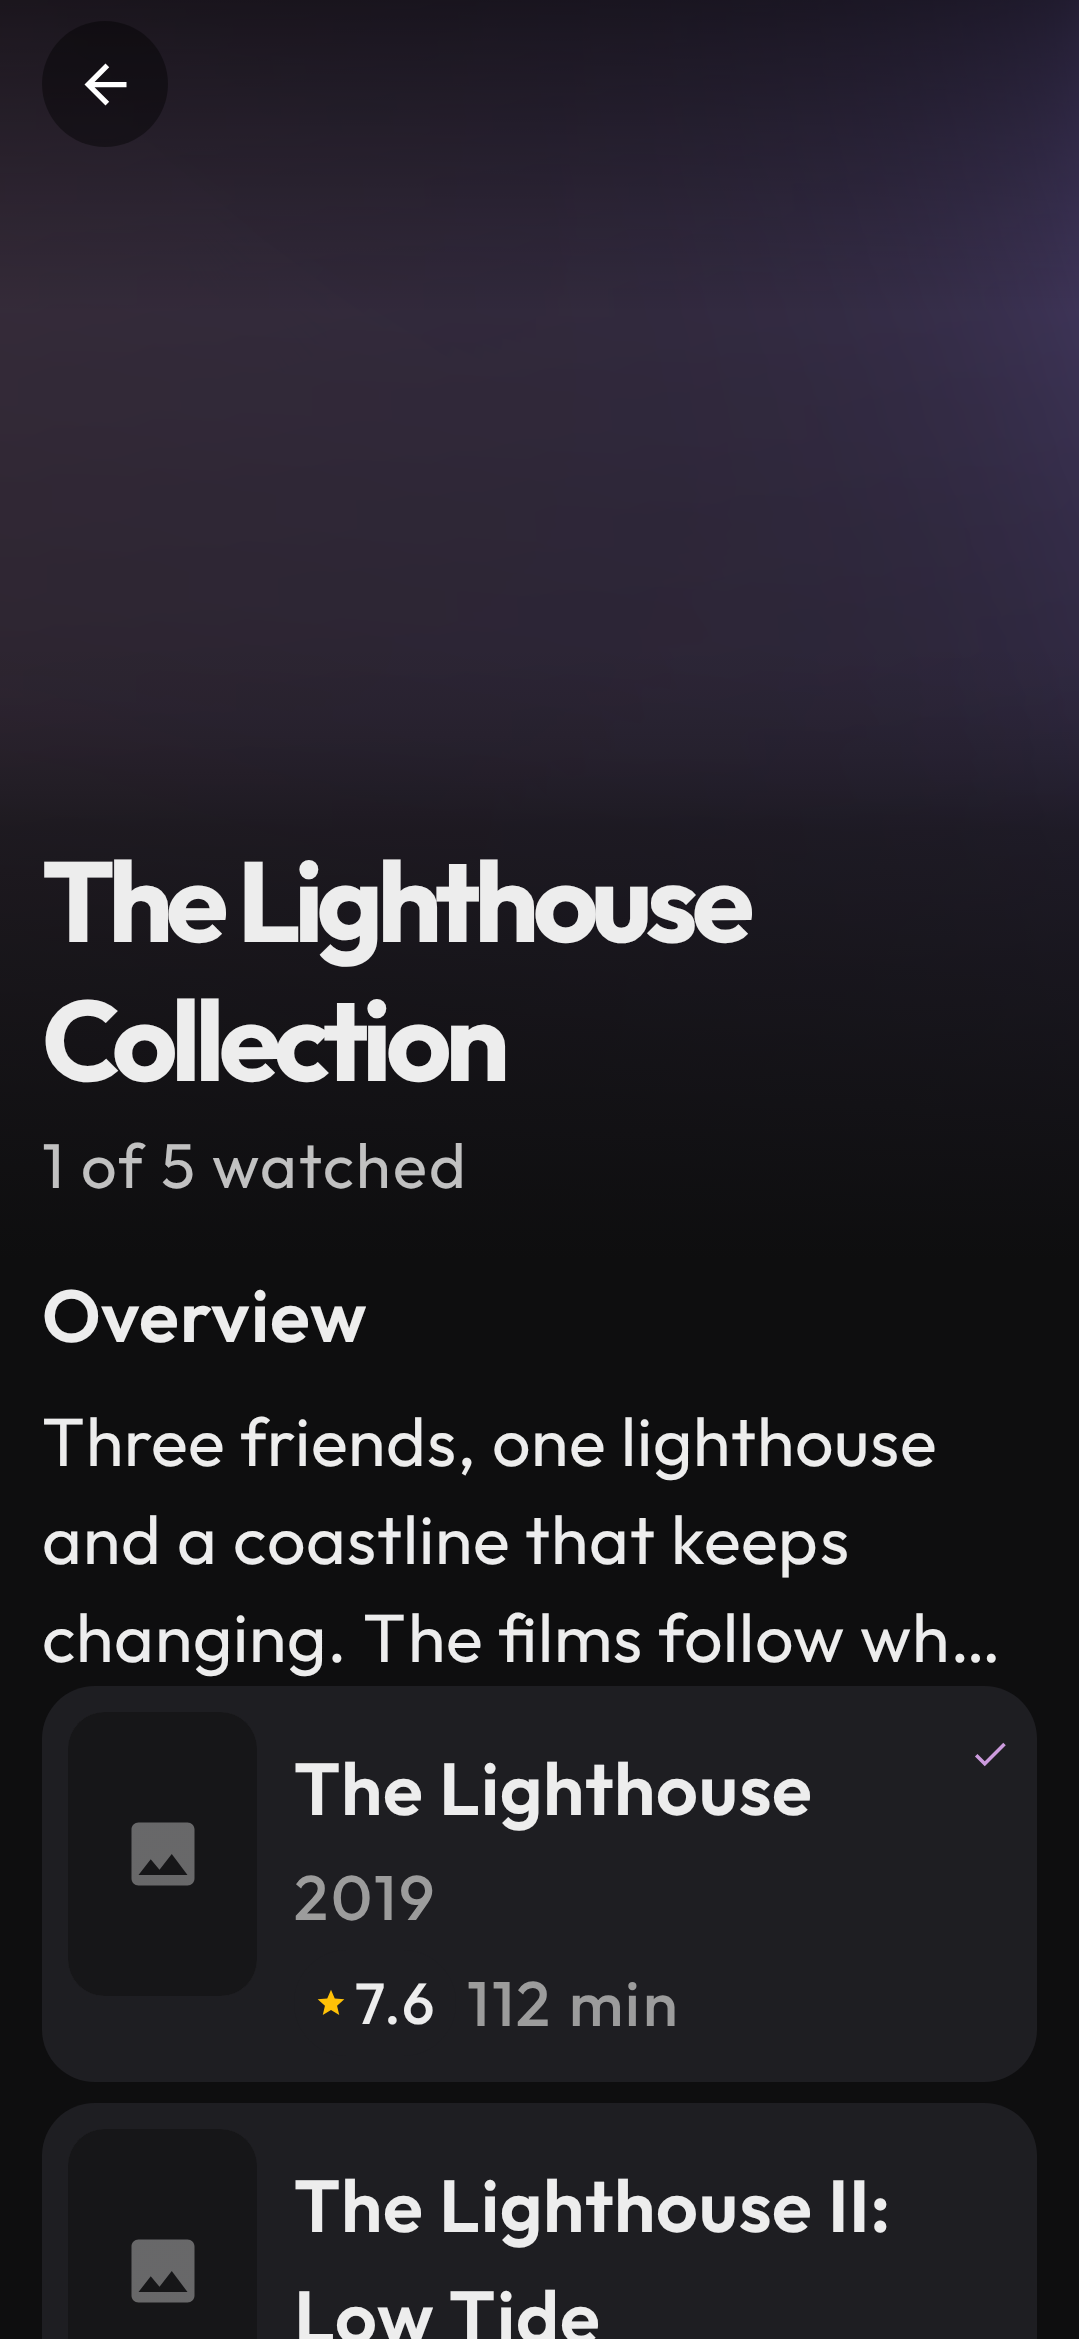 The Lighthouse
Collection
1 of 5 watched
Overview
Three friends, one lighthouse
and a coastline that keeps
changing. The films follow wh…
The Lighthouse
2019
7.6 112 min
The Lighthouse II:
Low Tide